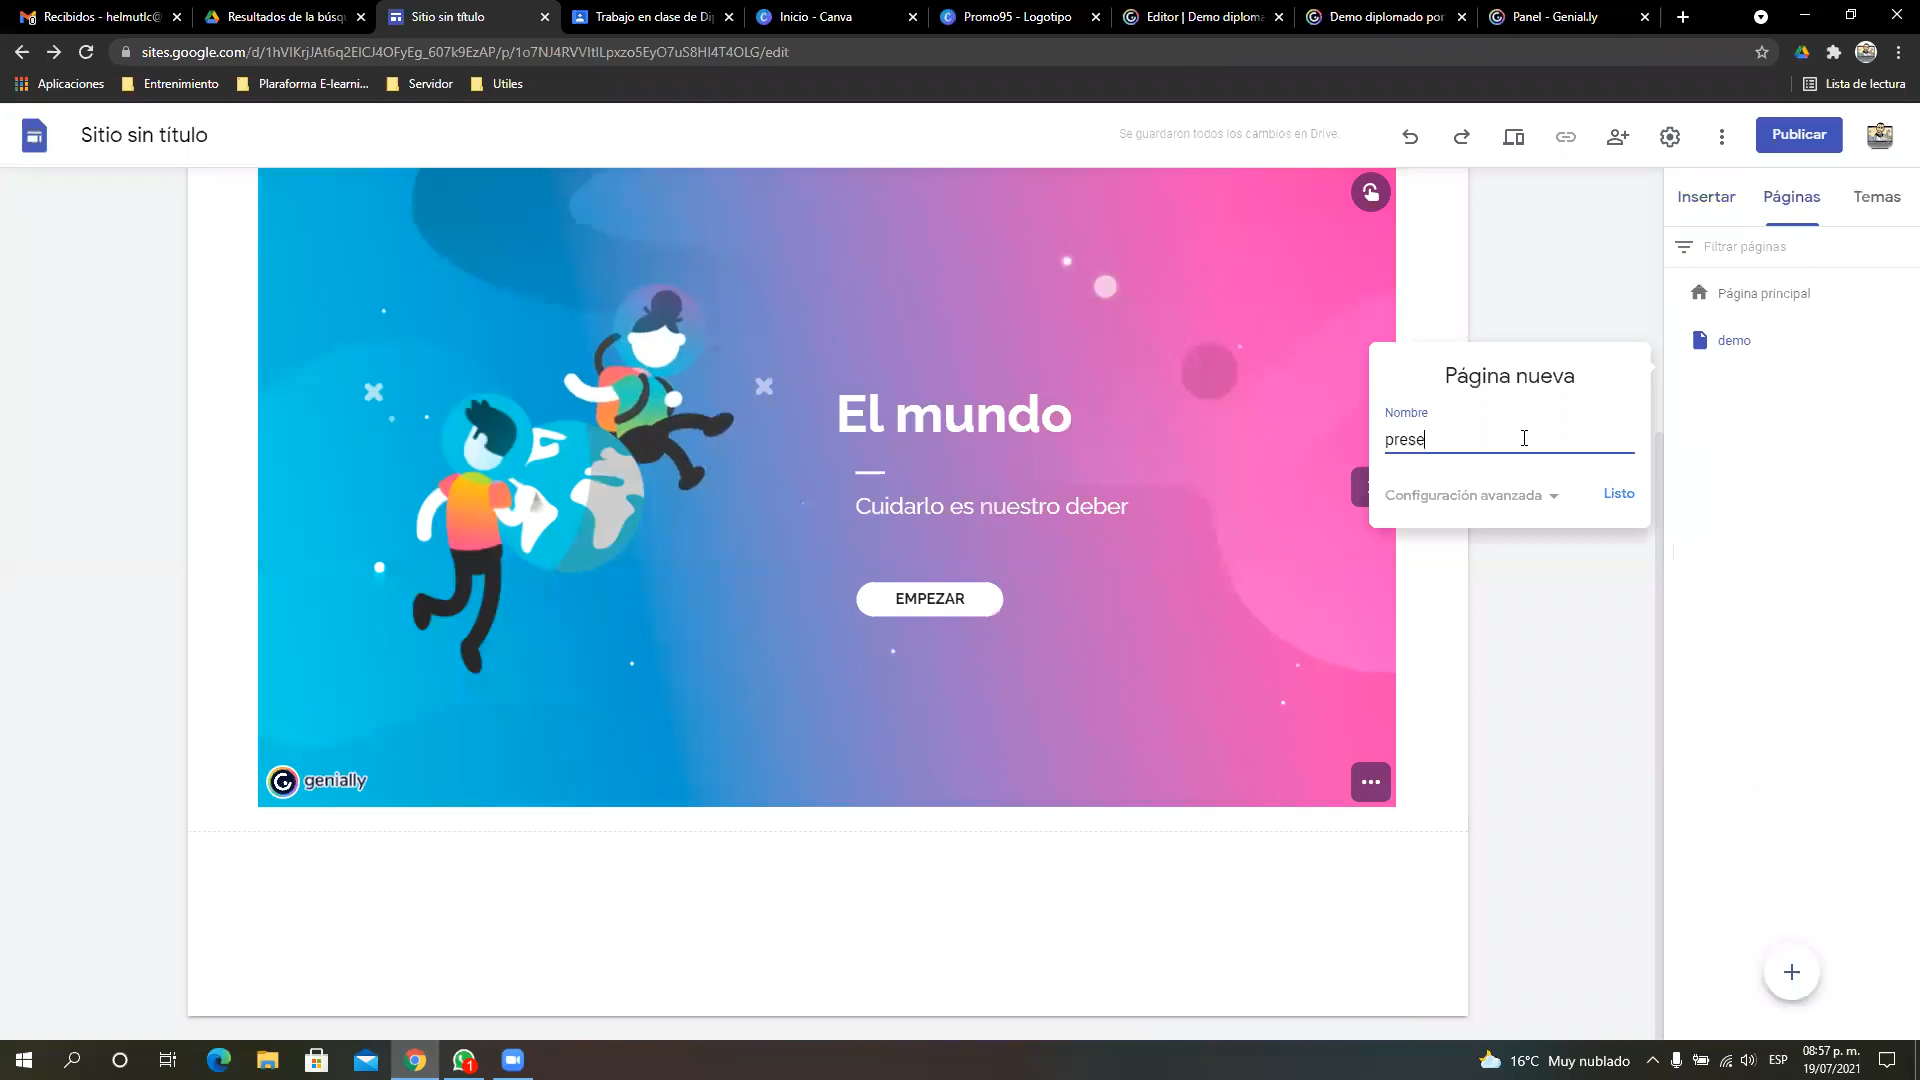 Recibidos - helmutlc@
Resultados de la búsqu
Sitio sin título
Trabajo en clase de Di
Inicio - Canva
Promo95 - Logotipo
Editor | Demo diploma
Demo diplomado por
Panel - Genial.ly
sites.google.com/d/1hVIKrjJAt6q2ElCJ4OFyEg_607k9EzAP/p/1o7NJ4RVVItlLpxzo5EyO7uS8HI4T4OLG/edit
Aplicaciones
Entrenimiento
Plaraforma E-learni...
Servidor
Utiles
Lista de lectura
Sitio sin título
Se guardaron todos los cambios en Drive.
Publicar
Insertar
Páginas
Temas
Filtrar páginas
Página principal
demo
Página nueva
Nombre
prese
Configuración avanzada
Listo
El mundo
Cuidarlo es nuestro deber
EMPEZAR
genially
1
16°C Muy nublado
ESP
08:57 p. m.
19/07/2021